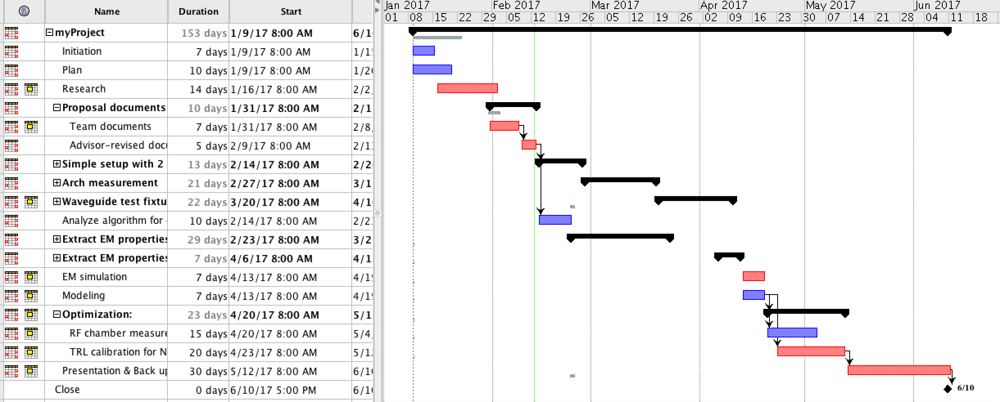 Name Duration Start
Jan 2017 Feb 2017 Mar 2017 Apr 2017 May 2017 Jun 2017
01 08 15 22 29 05 12 19 26 05 12 19 26 02 09 16 23 30 07 14 21 28 04 11 18
myProject 153 days 1/9/17 8:00 AM 6/1
Initiation 7 days 1/9/17 8:00 AM 1/1
Plan 10 days 1/9/17 8:00 AM 1/2
Research 14 days 1/16/17 8:00 AM 2/2
Proposal documents 10 days 1/31/17 8:00 AM 2/1
Team documents 7 days 1/31/17 8:00 AM 2/8
Advisor-revised doc 5 days 2/9/17 8:00 AM 2/1
Simple setup with 2 13 days 2/14/17 8:00 AM 2/2
Arch measurement 21 days 2/27/17 8:00 AM 3/1
Waveguide test fixtu 22 days 3/20/17 8:00 AM 4/1
Analyze algorithm for 10 days 2/14/17 8:00 AM 2/2
Extract EM properties 29 days 2/23/17 8:00 AM 3/2
Extract EM properties 7 days 4/6/17 8:00 AM 4/1
EM simulation 7 days 4/13/17 8:00 AM 4/1
Modeling 7 days 4/13/17 8:00 AM 4/1
Optimization: 23 days 4/20/17 8:00 AM 5/1
RF chamber measure 15 days 4/20/17 8:00 AM 5/4
TRL calibration for N 20 days 4/23/17 8:00 AM 5/1
Presentation & Back up 30 days 5/12/17 8:00 AM 6/1
Close 0 days 6/10/17 5:00 PM 6/1
6/10